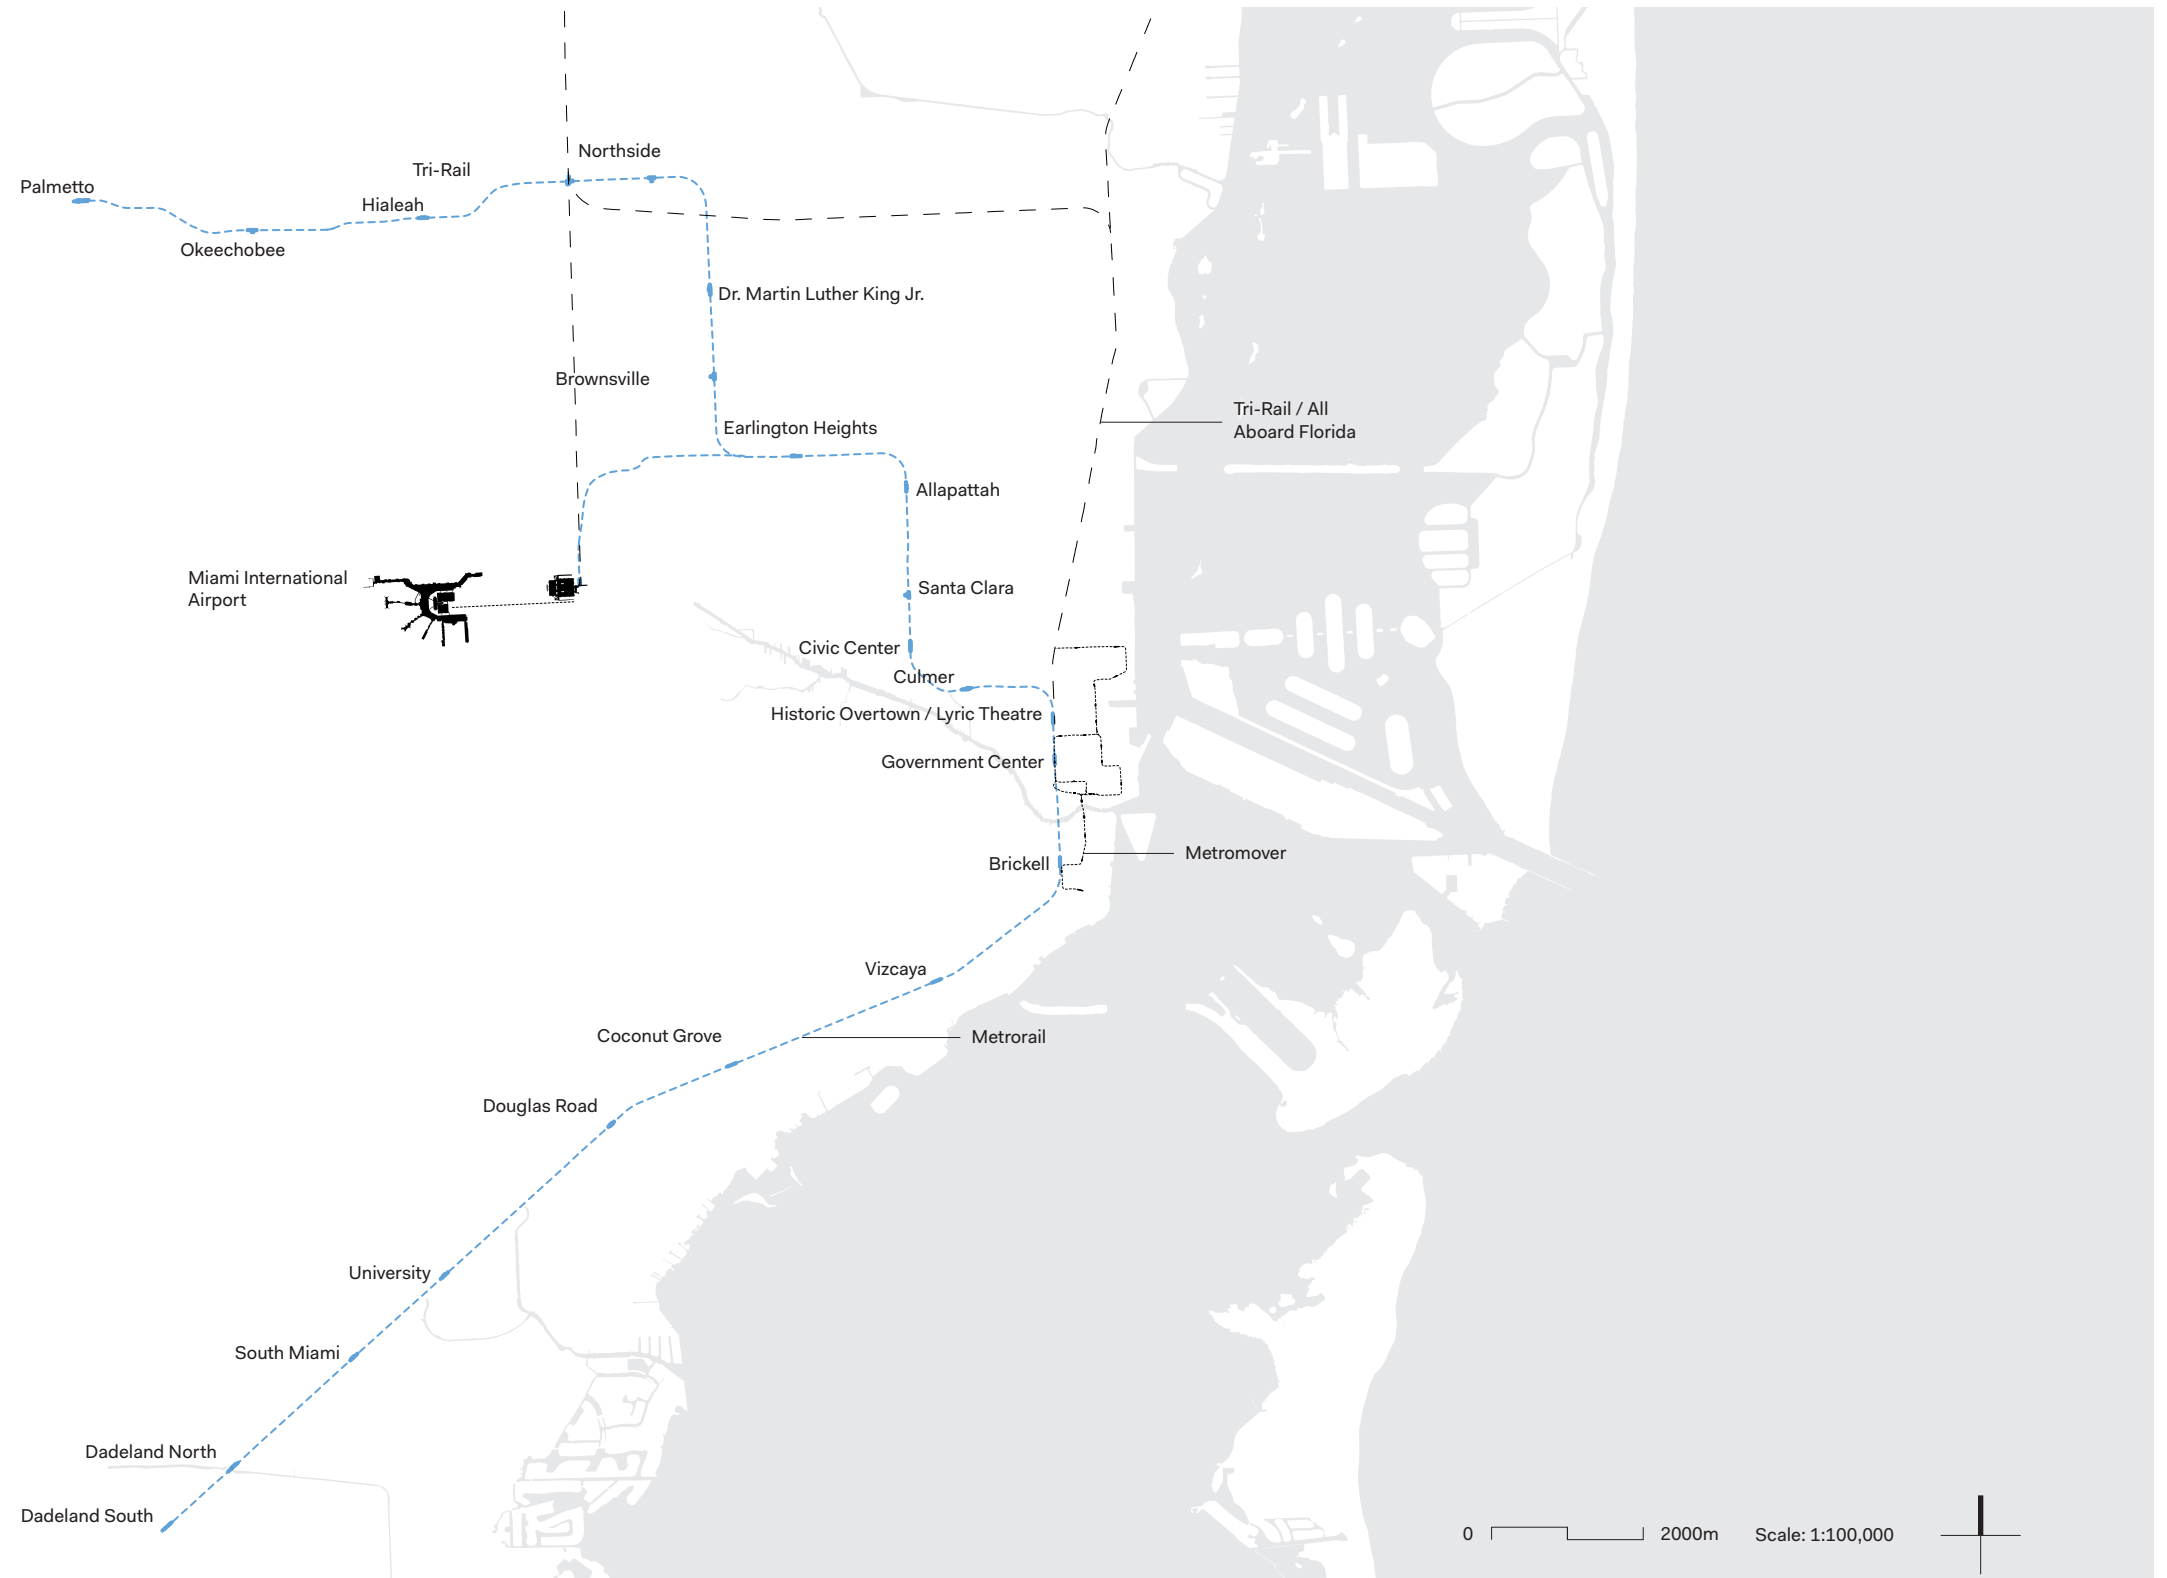 Northside
Tri-Rail
Palmetto
Hialeah
Okeechobee
Dr. Martin Luther King Jr.
Brownsville
Tri-Rail / All
Aboard Florida
Earlington Heights
Allapattah
Miami International
Airport
Santa Clara
Civic Center
Culmer
Historic Overtown / Lyric Theatre
Government Center
Metromover
Brickell
Vizcaya
Coconut Grove
Metrorail
Douglas Road
University
South Miami
Dadeland North
Dadeland South
0 2000m Scale: 1:100,000